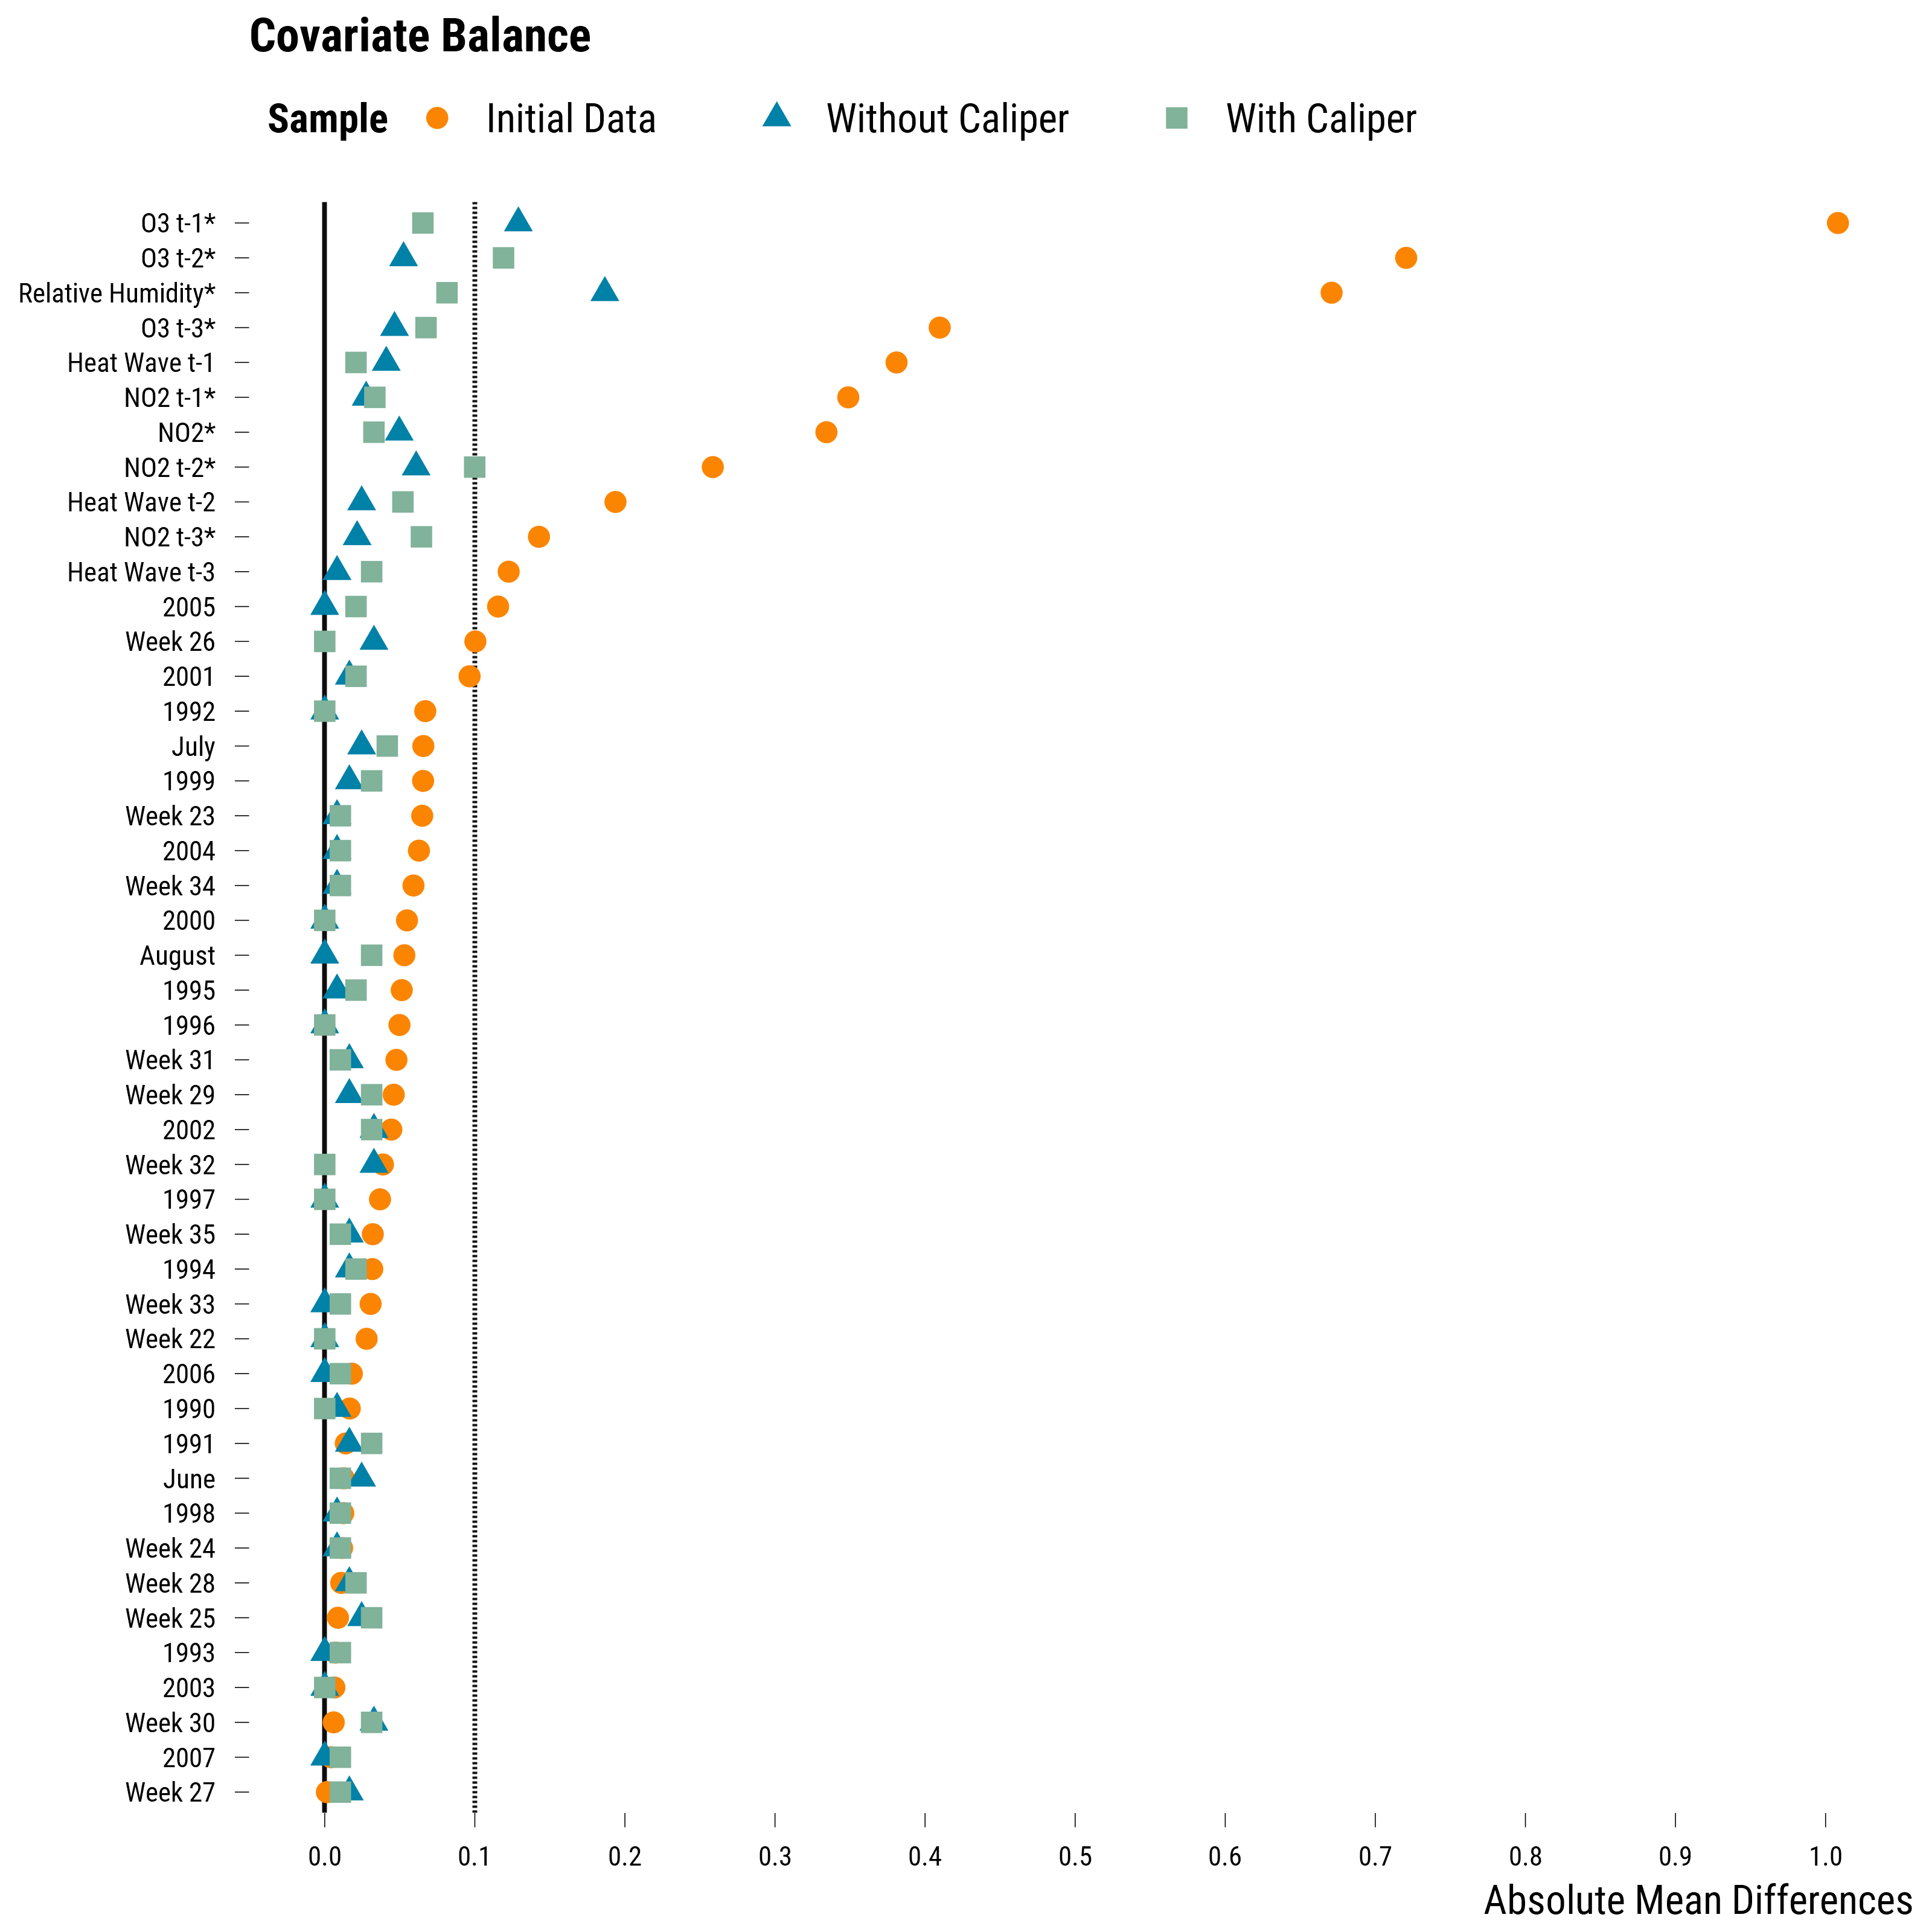 Covariate Balance
Sample Initial Data Without Caliper With Caliper
O3 t-1*
O3 t-2*
Relative Humidity*
O3 t-3*
Heat Wave t-1
NO2 t-1*
NO2*
NO2 t-2*
Heat Wave t-2
NO2 t-3*
Heat Wave t-3
2005
Week 26
2001
1992
July
1999
Week 23
2004
Week 34
2000
August
1995
1996
Week 31
Week 29
2002
Week 32
1997
Week 35
1994
Week 33
Week 22
2006
1990
1991
June
1998
Week 24
Week 28
Week 25
1993
2003
Week 30
2007
Week 27
0.0 0.1 0.2 0.3 0.4 0.5 0.6 0.7 0.8 0.9 1.0
Absolute Mean Differences